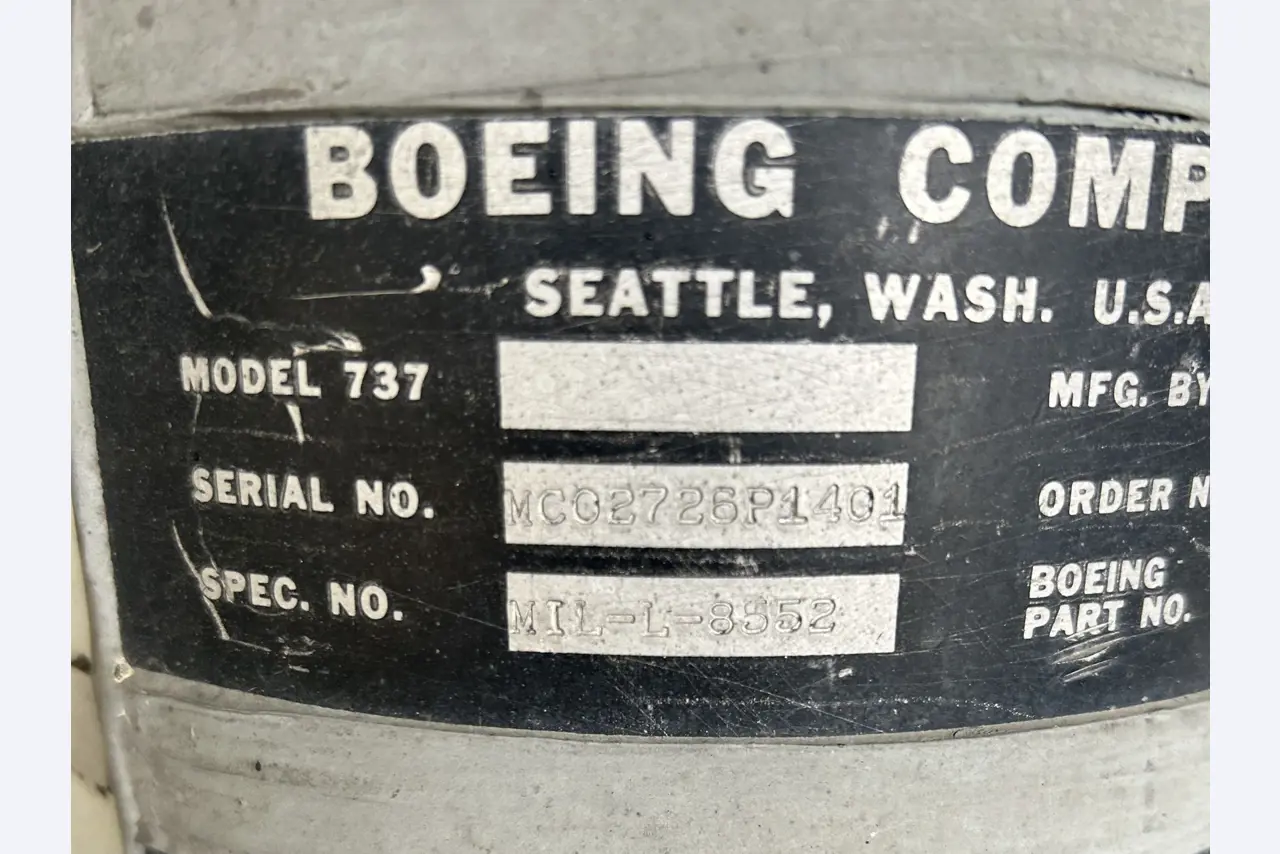 BOEING COMP
SEATTLE, WASH. U.S.A
MODEL 737 MFG. BY
SERIAL NO. MC02726P1401 ORDER N
SPEC. NO. MIL-L-8552 BOEING
PART NO.